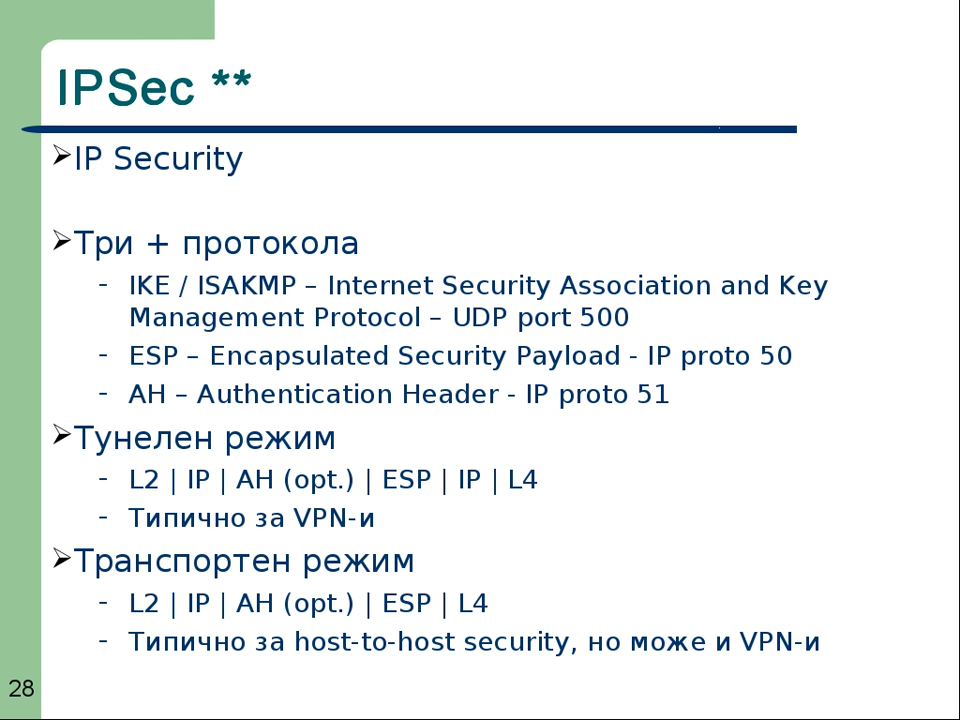 IPSec **
IP Security
Три + протокола
- IKE / ISAKMP – Internet Security Association and Key
Management Protocol – UDP port 500
- ESP – Encapsulated Security Payload - IP proto 50
- AH – Authentication Header - IP proto 51
Тунелен режим
- L2 | IP | AH (opt.) | ESP | IP | L4
- Типично за VPN-и
Транспортен режим
- L2 | IP | AH (opt.) | ESP | L4
- Типично за host-to-host security, но може и VPN-и
28